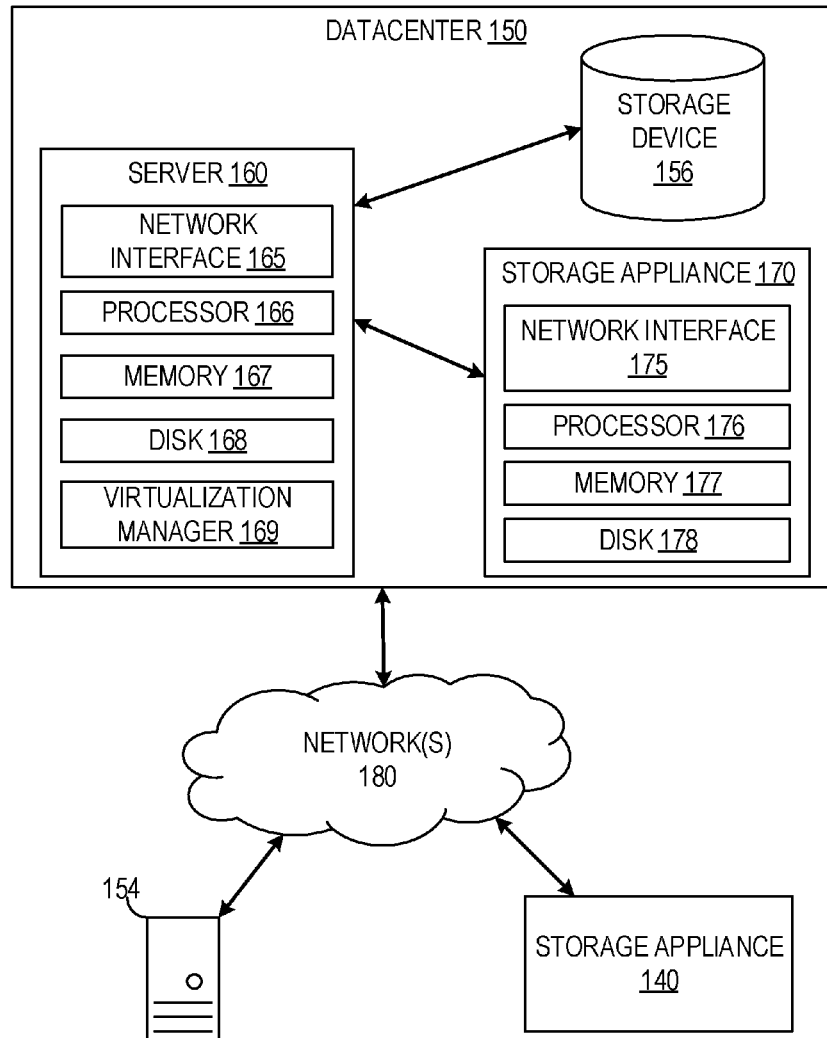 DATACENTER 150
STORAGE
DEVICE
156
SERVER 160
NETWORK
INTERFACE 165
PROCESSOR 166
MEMORY 167
DISK 168
VIRTUALIZATION
MANAGER 169
STORAGE APPLIANCE 170
NETWORK INTERFACE
175
PROCESSOR 176
MEMORY 177
DISK 178
NETWORK(S)
180
154
STORAGE APPLIANCE
140